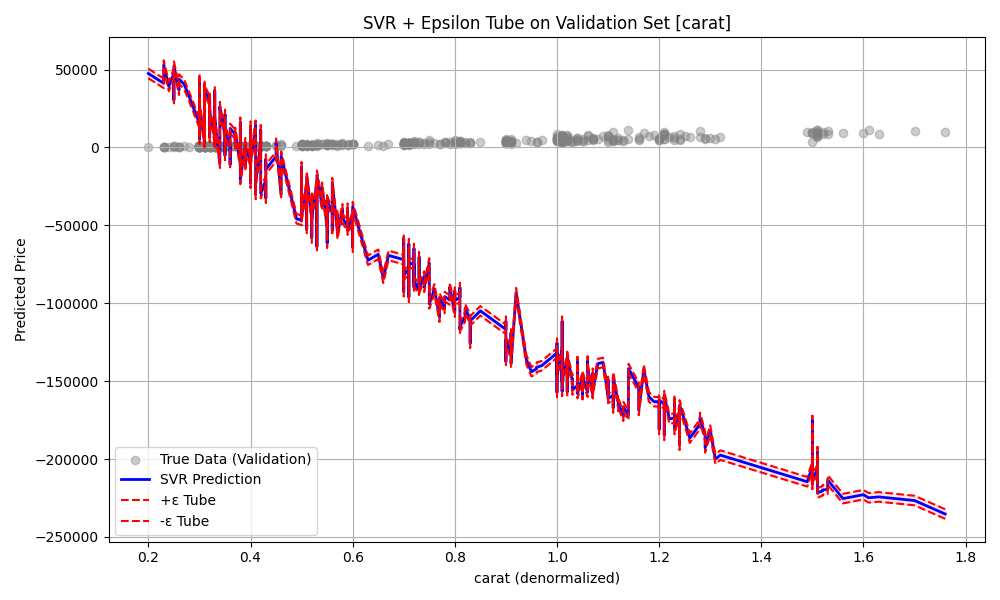 SVR + Epsilon Tube on Validation Set [carat]
50000
0
−50000
−100000
−150000
−200000
−250000
Predicted Price
True Data (Validation)
SVR Prediction
+ε Tube
-ε Tube
0.2 0.4 0.6 0.8 1.0 1.2 1.4 1.6 1.8
carat (denormalized)